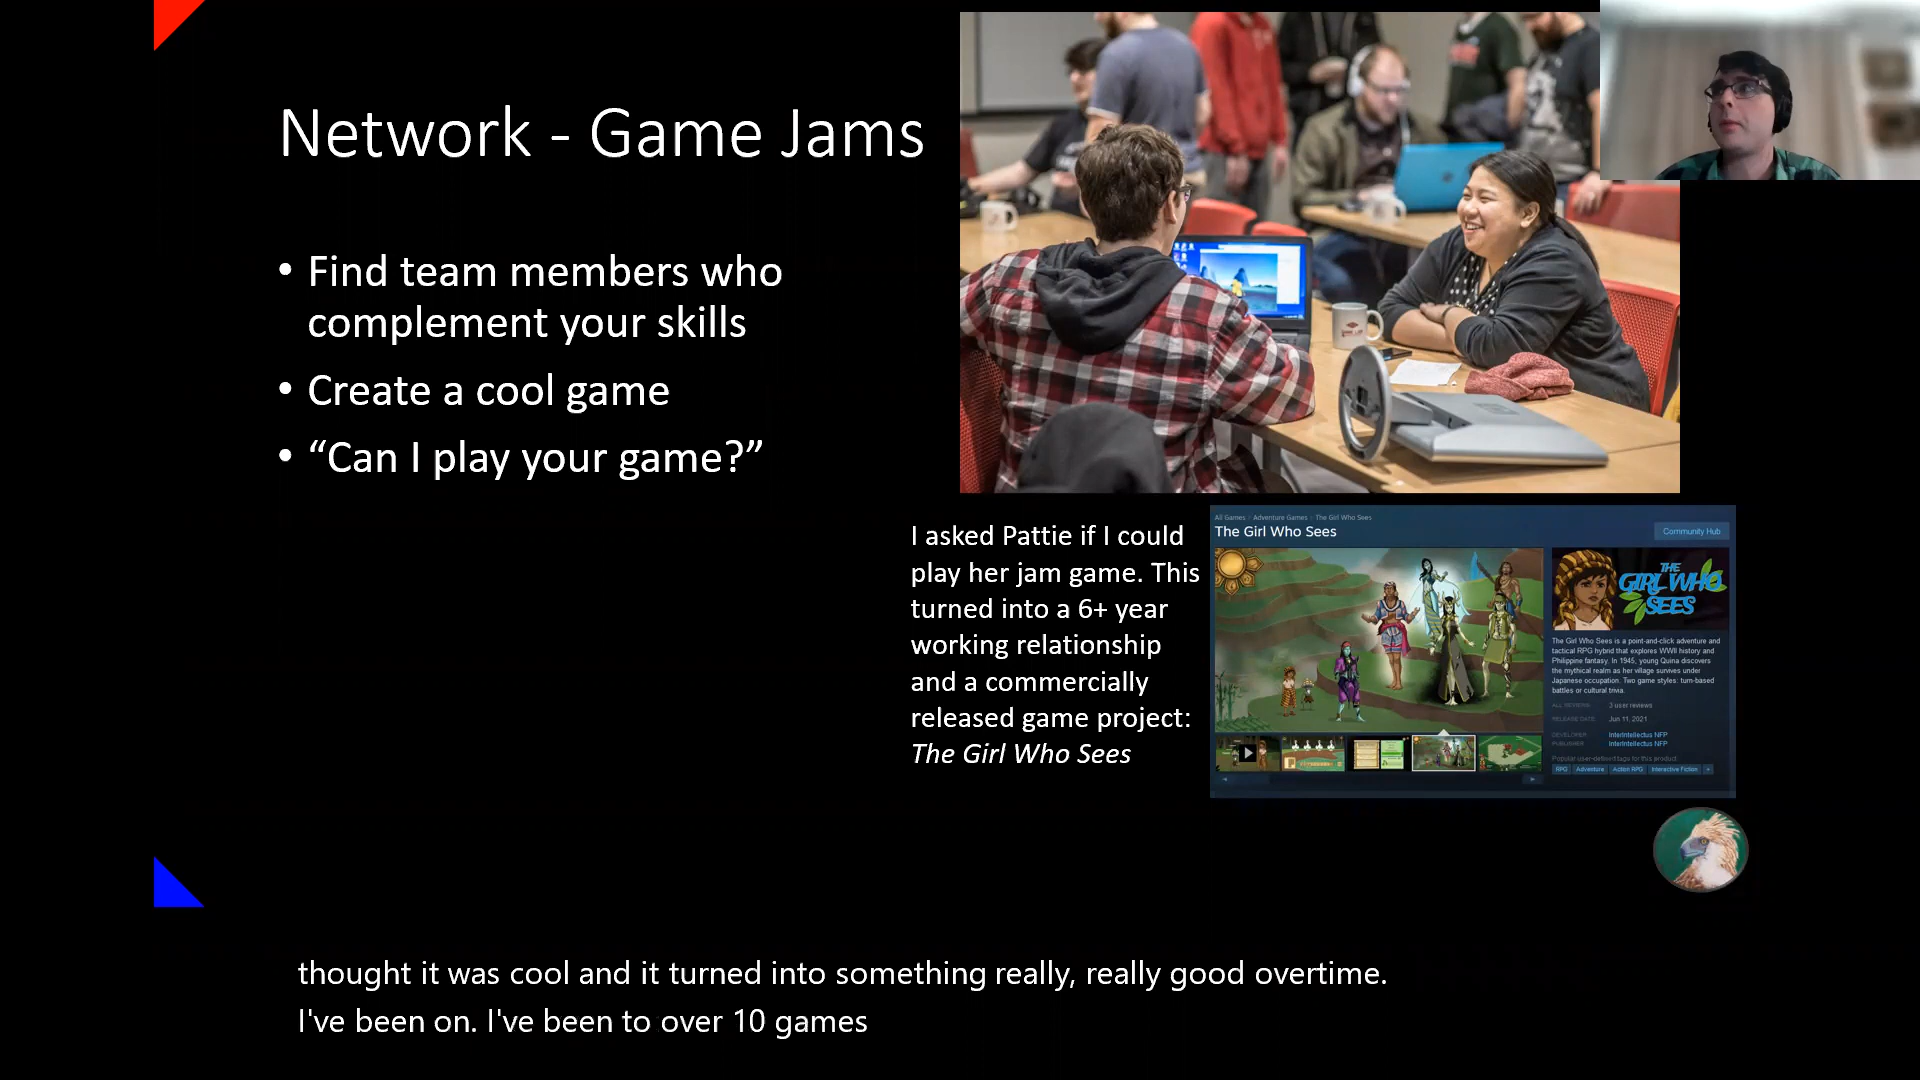 Network - Game Jams
• Find team members who
complement your skills
• Create a cool game
• “Can I play your game?”
I asked Pattie if I could
play her jam game. This
turned into a 6+ year
working relationship
and a commercially
released game project:
The Girl Who Sees
All Games > Adventure Games > The Girl Who Sees
The Girl Who Sees
Community Hub
THE
GIRL WHO
SEES
The Girl Who Sees is a point-and-click adventure and
tactical RPG hybrid that explores WWII history and
Philippine fantasy. In 1945, young Quina discovers
the mythical realm as her village survives under
Japanese occupation. Two game styles: turn-based
battles or cultural trivia.
ALL REVIEWS: 3 user reviews
RELEASE DATE: Jun 11, 2021
DEVELOPER: InterIntellectus NFP
PUBLISHER: InterIntellectus NFP
Popular user-defined tags for this product:
RPG Adventure Action RPG Interactive Fiction +
thought it was cool and it turned into something really, really good overtime.
I've been on. I've been to over 10 games